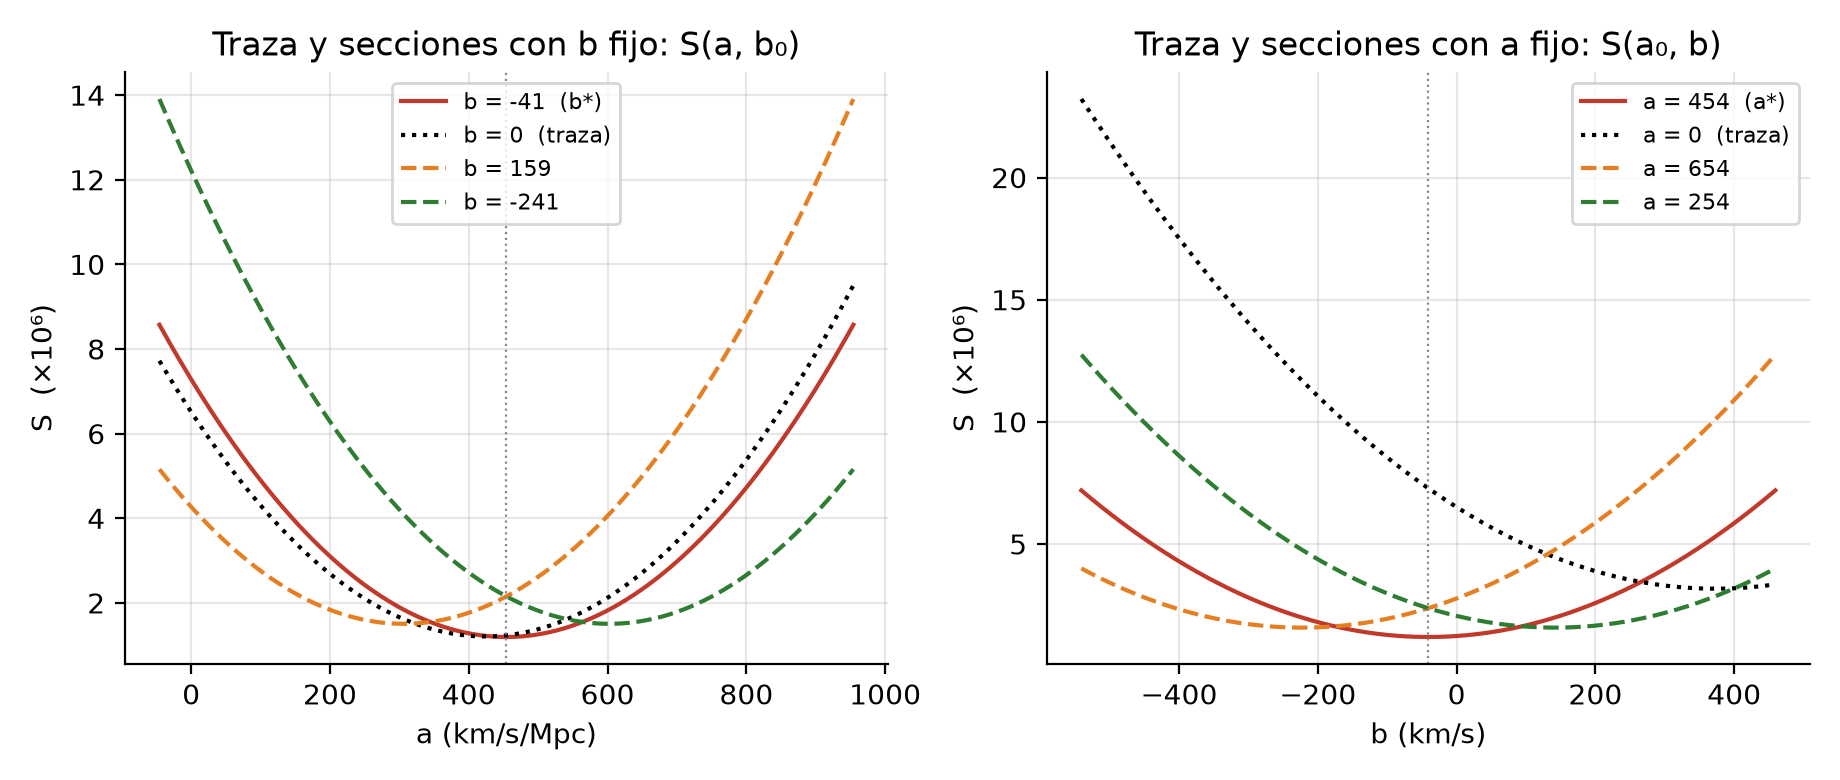 Traza y secciones con b fijo: S(a, b₀)
S (×10⁶)
14
12
10
8
6
4
2
b = -41 (b*)
b = 0 (traza)
b = 159
b = -241
0
200
400
600
800
1000
a (km/s/Mpc)
Traza y secciones con a fijo: S(a₀, b)
S (×10⁶)
20
15
10
5
a = 454 (a*)
a = 0 (traza)
a = 654
a = 254
−400
−200
0
200
400
b (km/s)